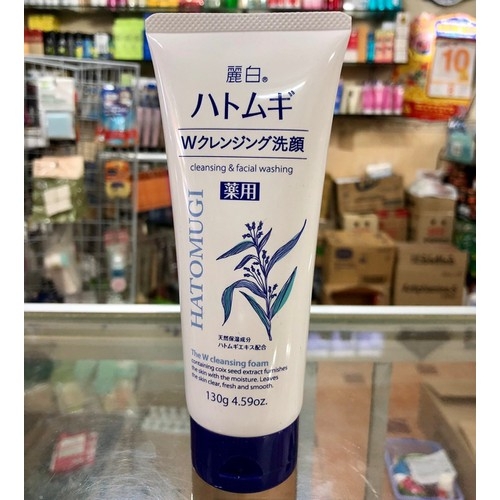 麗白®
ハトムギ
Wクレンジング洗顔
cleansing & facial washing
薬用
HATOMUGI
天然保湿成分
ハトムギエキス配合
The W cleansing foam
containing coix seed extract furnishes
the skin with the moisture. Leaves
the skin clear, fresh and smooth.
130g 4.59oz.
10